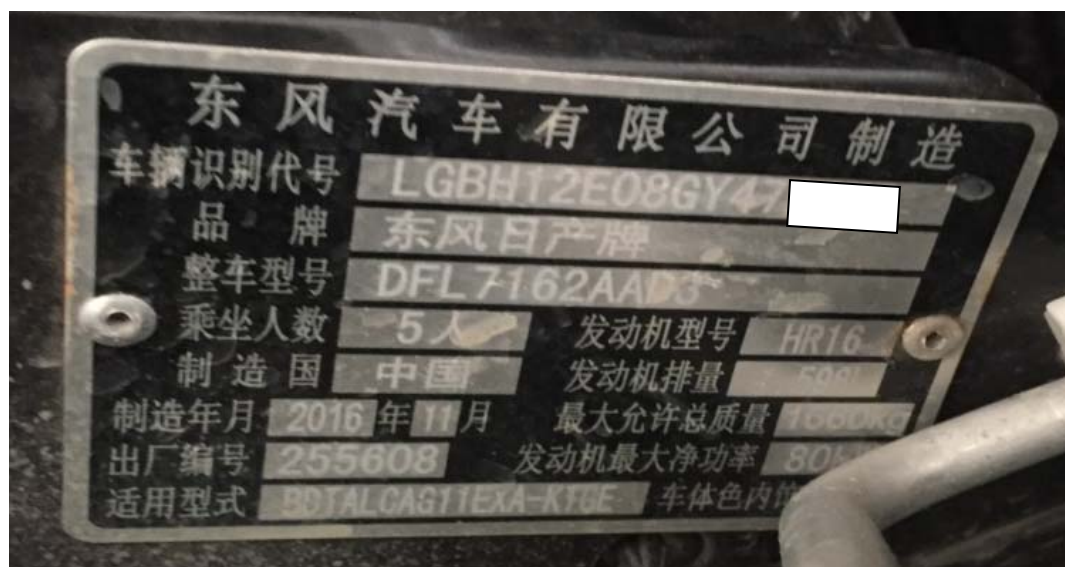 东风汽车有限公司制造
车辆识别代号 LGBH12E08GY47
品牌 东风日产牌
整车型号 DFL7162AAD3
乘坐人数 5人 发动机型号 HR16
制造国 中国 发动机排量
制造年月 2016年11月 最大允许总质量 1660kg
出厂编号 255608 发动机最大净功率 80k
适用型式 BDTALCAG11EXA-KTGE 车体色内饰